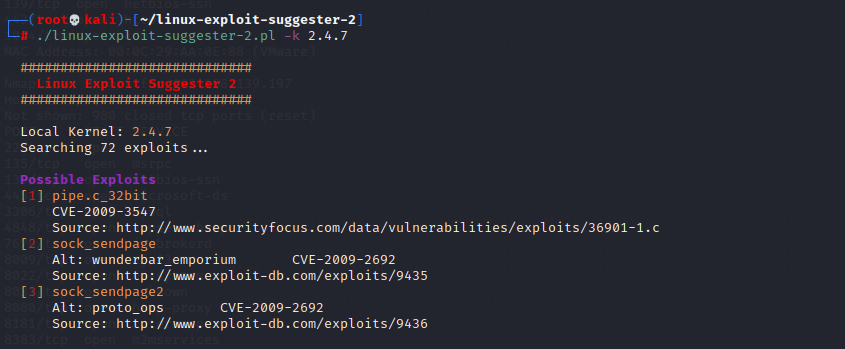 ┌──(root💀kali)-[~/linux-exploit-suggester-2]
└─# ./linux-exploit-suggester-2.pl -k 2.4.7
#############################
Linux Exploit Suggester 2
#############################
Local Kernel: 2.4.7
Searching 72 exploits...
Possible Exploits
[1] pipe.c_32bit
CVE-2009-3547
Source: http://www.securityfocus.com/data/vulnerabilities/exploits/36901-1.c
[2] sock_sendpage
Alt: wunderbar_emporium CVE-2009-2692
Source: http://www.exploit-db.com/exploits/9435
[3] sock_sendpage2
Alt: proto_ops CVE-2009-2692
Source: http://www.exploit-db.com/exploits/9436